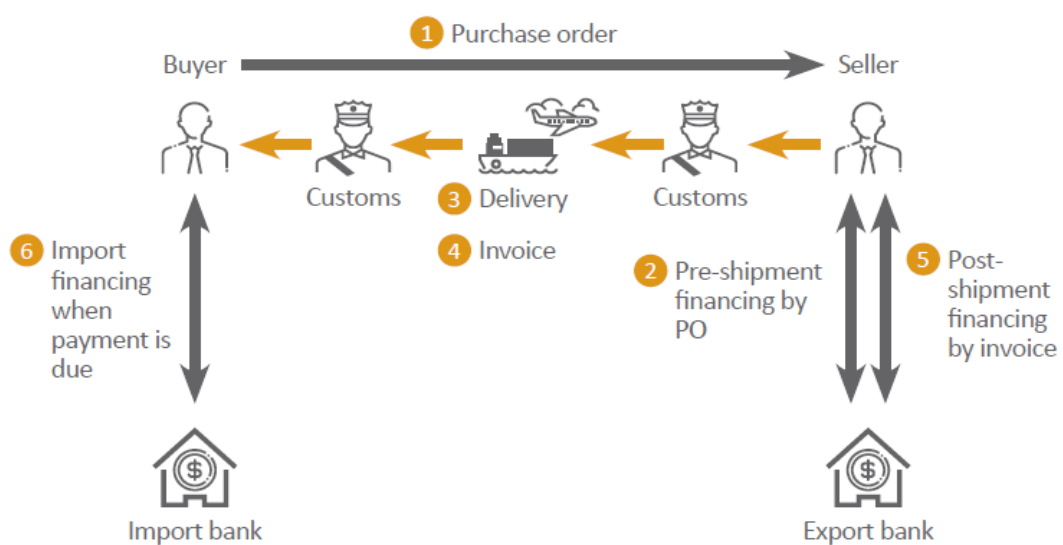 1 Purchase order
Buyer
Seller
Customs
3 Delivery
Customs
4 Invoice
6 Import
financing
when
payment is
due
2 Pre-shipment
financing by
PO
5 Post-
shipment
financing
by invoice
$
$
Import bank
Export bank